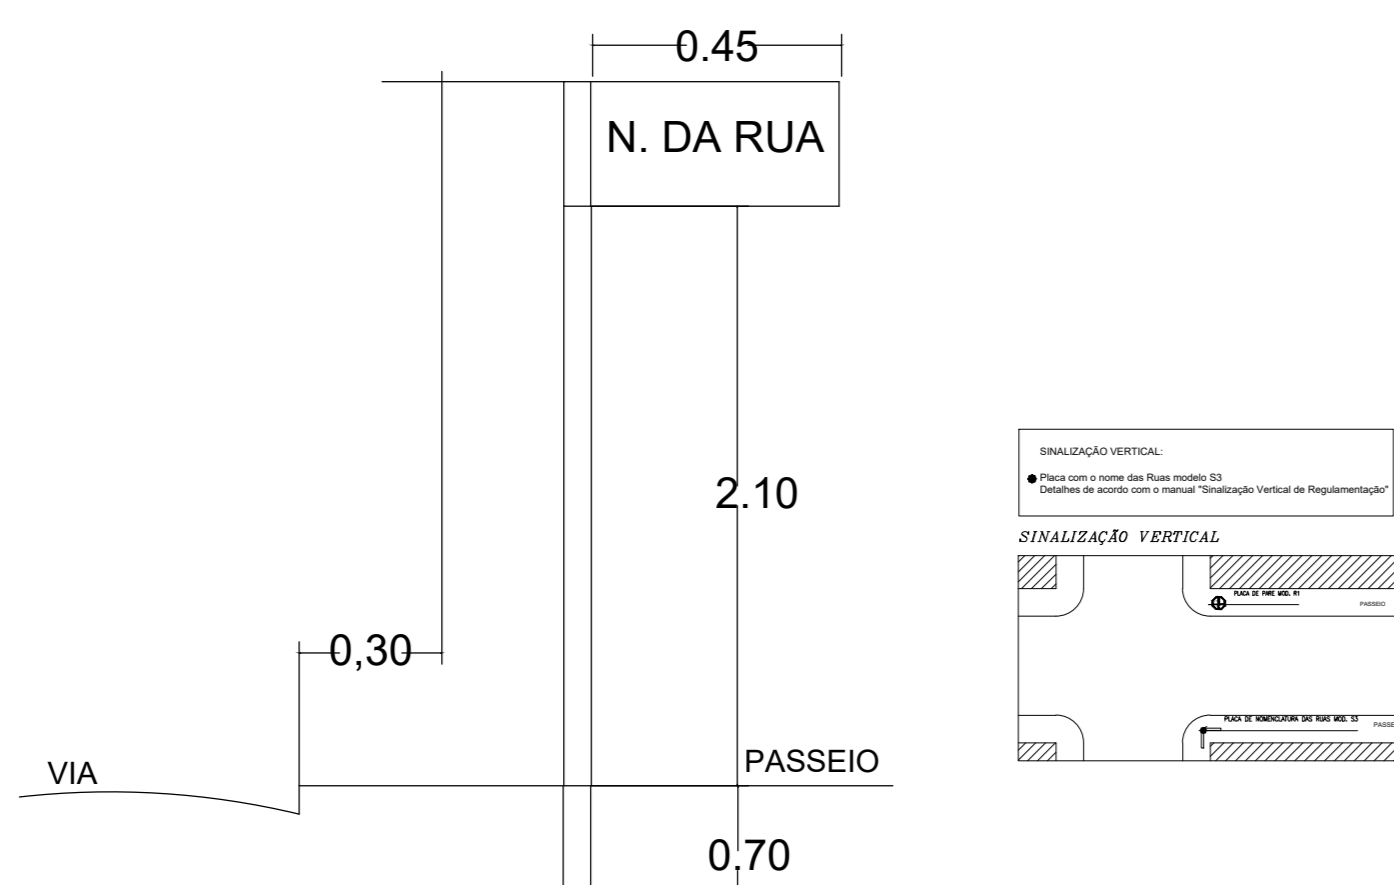 0.45
N. DA RUA
2.10
0,30
VIA
PASSEIO
0.70
SINALIZAÇÃO VERTICAL:
Placa com o nome das Ruas modelo S3
Detalhes de acordo com o manual "Sinalização Vertical de Regulamentação"
SINALIZAÇÃO VERTICAL
PLACA DE PARE MOD. R1
PASSEIO
PLACA DE NOMENCLATURA DAS RUAS MOD. S3
PASSE